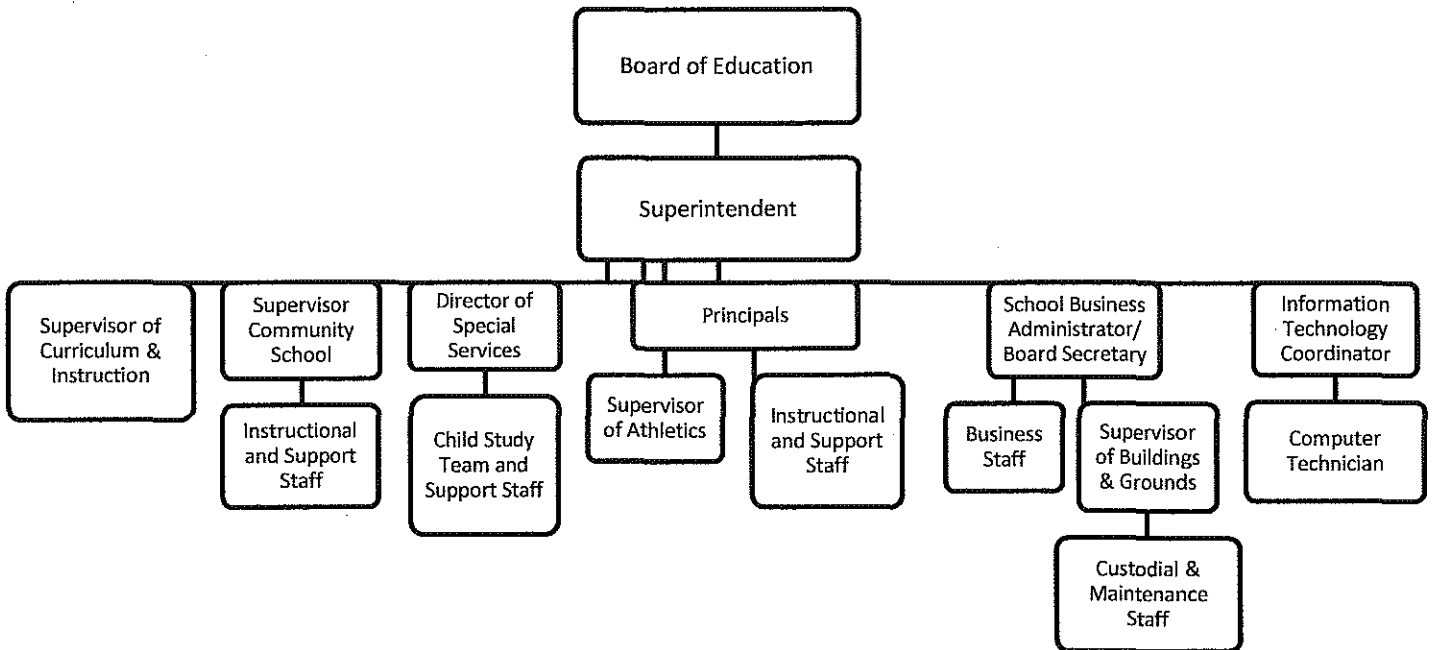 Board of Education
Superintendent
Supervisor of
Curriculum &
Instruction
Supervisor
Community
School
Director of
Special
Services
Principals
School Business
Administrator/
Board Secretary
Information
Technology
Coordinator
Instructional
and Support
Staff
Child Study
Team and
Support Staff
Supervisor
of Athletics
Instructional
and Support
Staff
Business
Staff
Supervisor
of Buildings
& Grounds
Computer
Technician
Custodial &
Maintenance
Staff